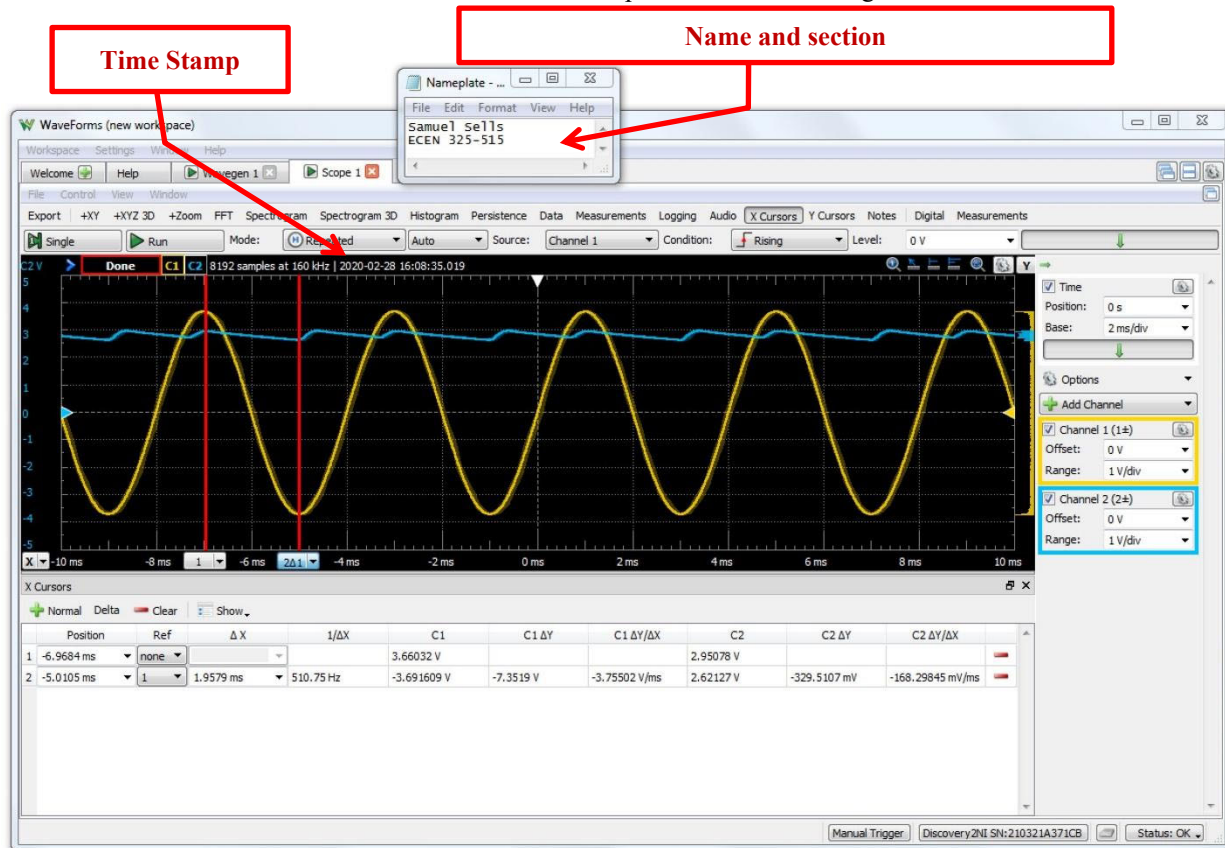 Name and section
Time Stamp
Nameplate - ...
File Edit Format View Help
Samuel Sells
ECEN 325-515
WaveForms (new workspace)
Workspace Settings Window Help
Welcome Help Wavegen 1 Scope 1
File Control View Window
Export +XY +XYZ 3D +Zoom FFT Spectrogram Spectrogram 3D Histogram Persistence Data Measurements Logging Audio X Cursors Y Cursors Notes Digital Measurements
Single Run Mode: Repeated Auto Source: Channel 1 Condition: Rising Level: 0 V
C2 V Done C1 C2 8192 samples at 160 kHz | 2020-02-28 16:08:35.019 Y
5
4
3
2
1
0
-1
-2
-3
-4
-5
X -10 ms -8 ms 1 -6 ms 2Δ1 -4 ms -2 ms 0 ms 2 ms 4 ms 6 ms 8 ms 10 ms
Time
Position: 0 s
Base: 2 ms/div
Options
Add Channel
Channel 1 (1±)
Offset: 0 V
Range: 1 V/div
Channel 2 (2±)
Offset: 0 V
Range: 1 V/div
X Cursors
Normal Delta Clear Show
Position Ref Δ X 1/ΔX C1 C1 ΔY C1 ΔY/ΔX C2 C2 ΔY C2 ΔY/ΔX
1 -6.9684 ms none 3.66032 V 2.95078 V
2 -5.0105 ms 1 1.9579 ms 510.75 Hz -3.691609 V -7.3519 V -3.75502 V/ms 2.62127 V -329.5107 mV -168.29845 mV/ms
Manual Trigger Discovery2NI SN:210321A371CB Status: OK